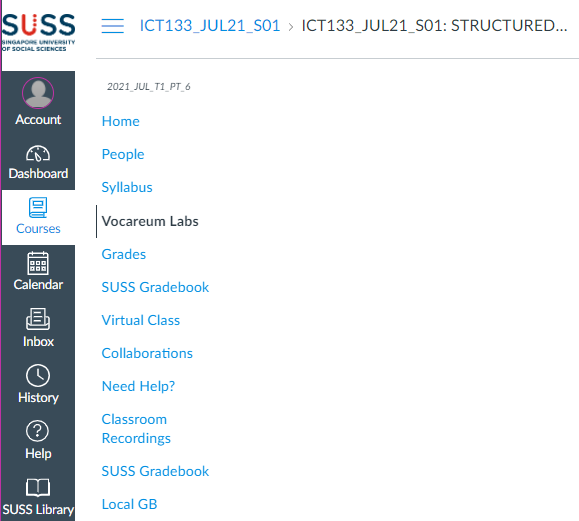 SUSS
SINGAPORE UNIVERSITY
OF SOCIAL SCIENCES
Account
Dashboard
Courses
Calendar
Inbox
History
Help
SUSS Library
ICT133_JUL21_S01 › ICT133_JUL21_S01: STRUCTURED...
2021_JUL_T1_PT_6
Home
People
Syllabus
Vocareum Labs
Grades
SUSS Gradebook
Virtual Class
Collaborations
Need Help?
Classroom
Recordings
SUSS Gradebook
Local GB